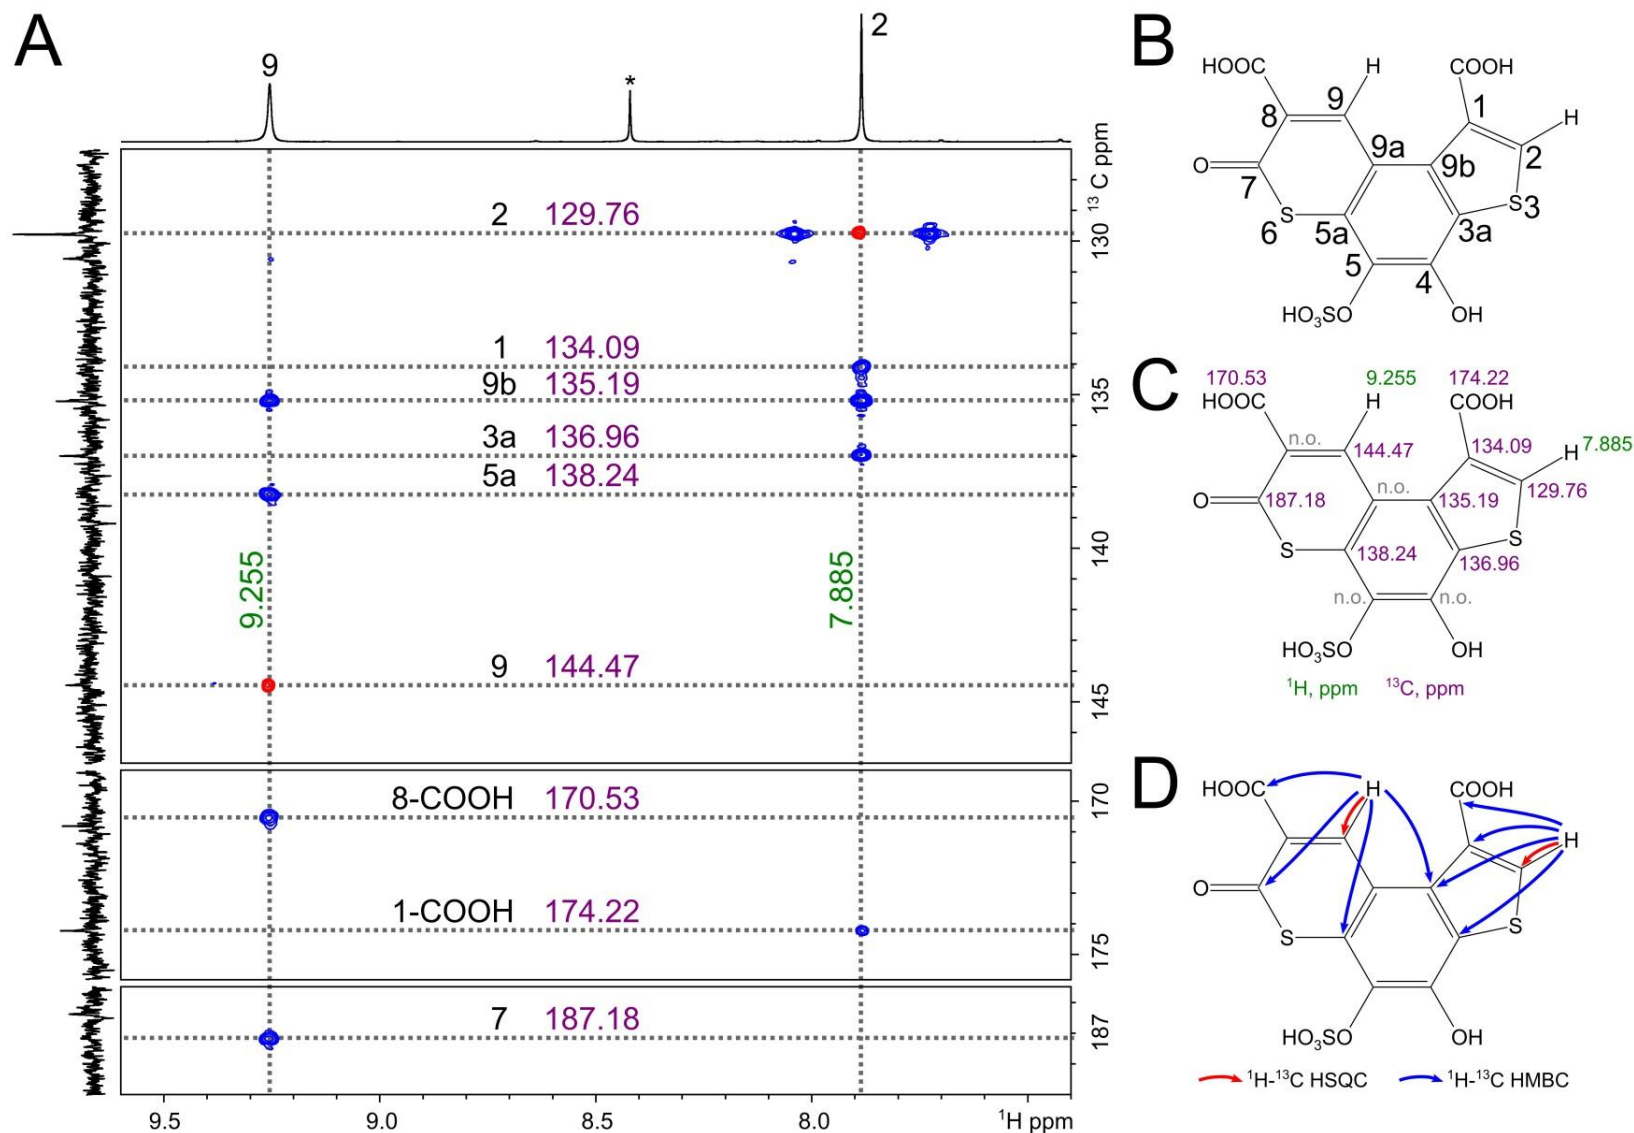 A
9
*
2
¹³C ppm
2 129.76
130
1 134.09
9b 135.19
135
3a 136.96
5a 138.24
140
9.255
7.885
9 144.47
145
8-COOH 170.53
170
1-COOH 174.22
175
7 187.18
187
9.5 9.0 8.5 8.0 ¹H ppm
B
HOOC H COOH
9 1
8 H
9a 2
O 7 9b
S S3
6 5a 3a
5 4
HO₃SO OH
C
170.53 9.255 174.22
HOOC H COOH
n.o. 144.47 134.09 H 7.885
n.o. 129.76
O 187.18 135.19
S S
138.24 136.96
n.o. n.o.
HO₃SO OH
¹H, ppm ¹³C, ppm
D
HOOC H COOH
H
O
S S
HO₃SO OH
¹H-¹³C HSQC ¹H-¹³C HMBC